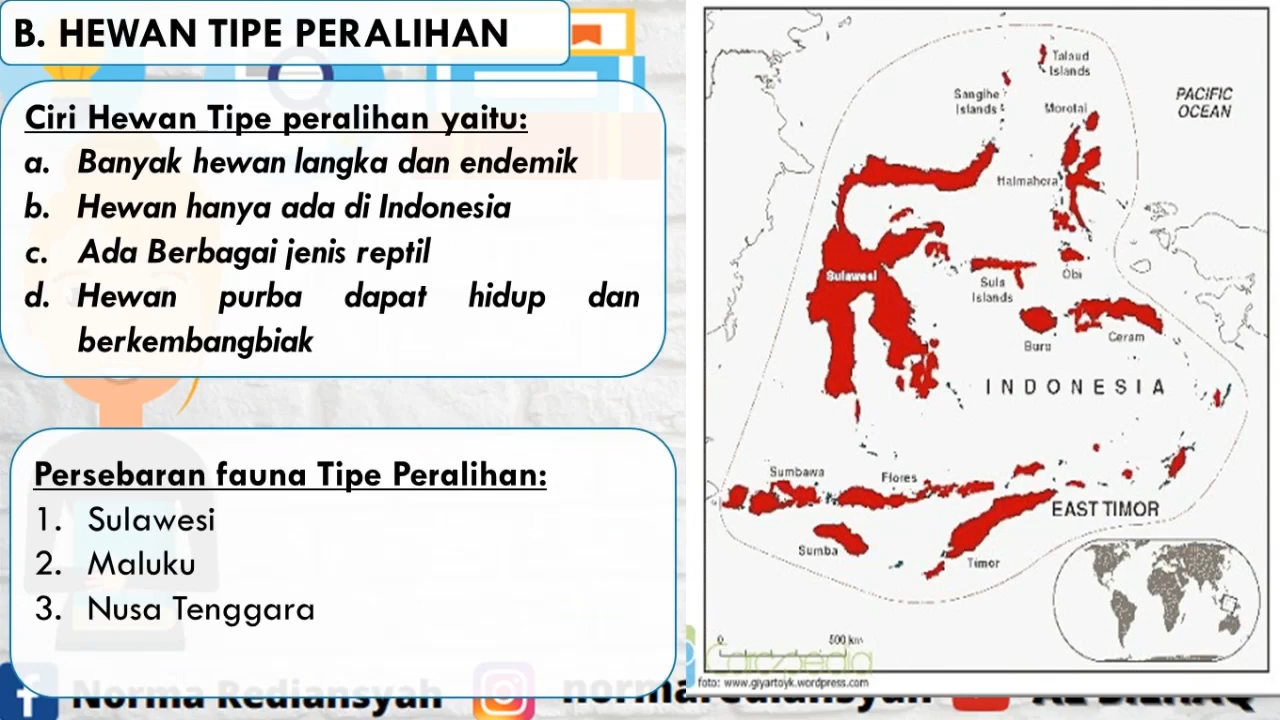 B. HEWAN TIPE PERALIHAN
Ciri Hewan Tipe peralihan yaitu:
a. Banyak hewan langka dan endemik
b. Hewan hanya ada di Indonesia
c. Ada Berbagai jenis reptil
d. Hewan purba dapat hidup dan
berkembangbiak
Persebaran fauna Tipe Peralihan:
1. Sulawesi
2. Maluku
3. Nusa Tenggara
Talaud
Islands
Sangihe
Islands
Morotai
PACIFIC
OCEAN
Halmahera
Sulawesi
Obi
Sula
Islands
Buru
Ceram
INDONESIA
Sumbawa
Flores
EAST TIMOR
Sumba
Timor
0 500 km
foto: www.giyartoyk.wordpress.com
Norma Rediansyah